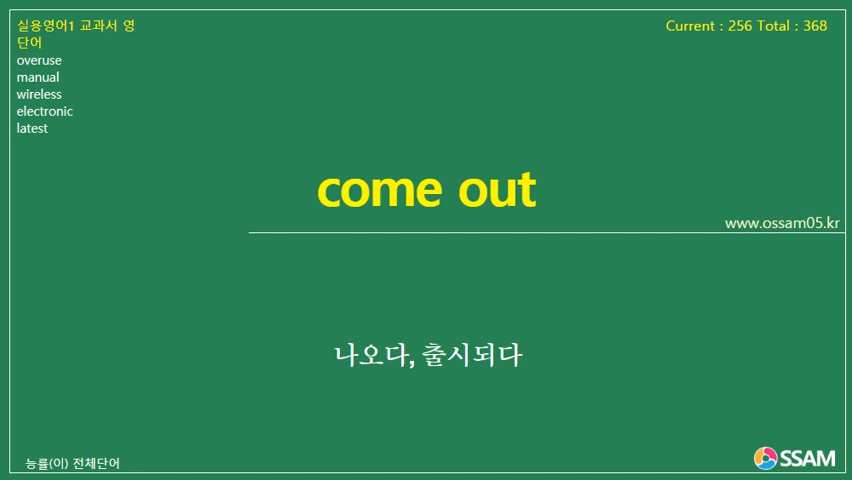 실용영어1 교과서 영
단어
Current : 256 Total : 368
overuse
manual
wireless
electronic
latest
come out
www.ossam05.kr
나오다, 출시되다
능률(이) 전체단어
OSSAM